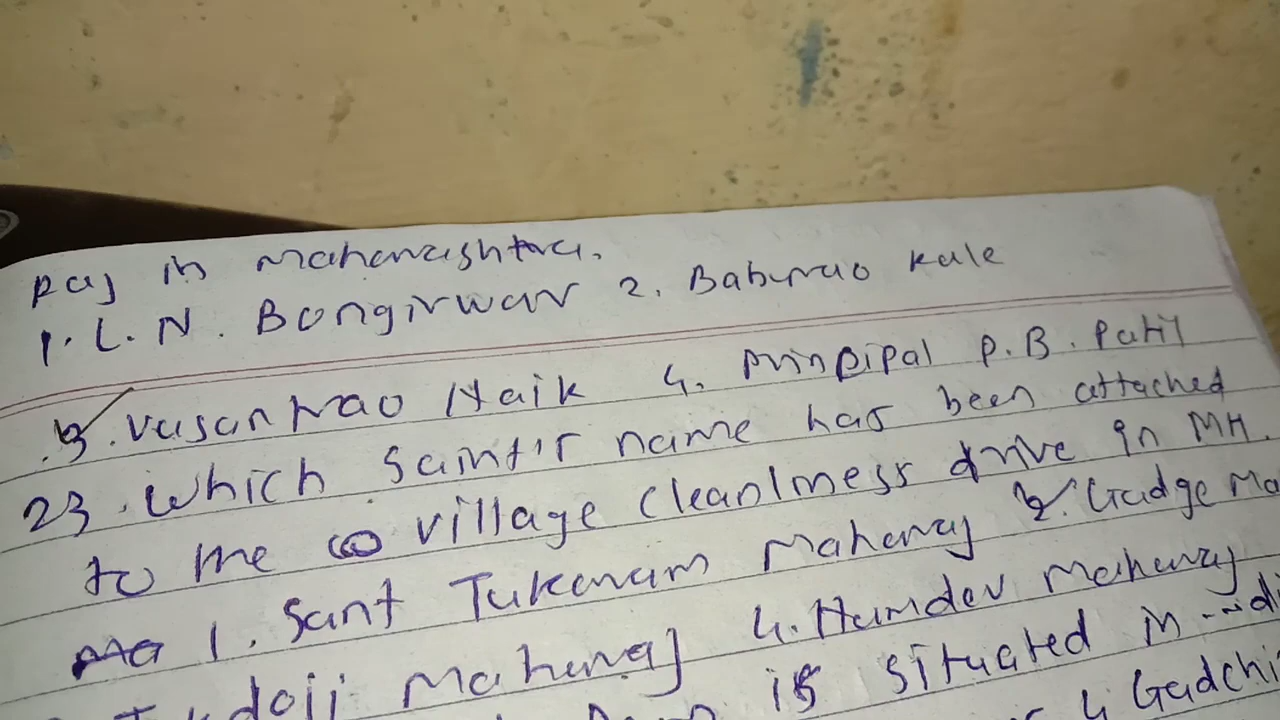 Raj in Maharashtra.
1. L. N. Bongirwar 2. Baburao Kale
3. Vasantrao Naik 4. Principal P. B. Patil
23. Which saint's name has been attached
to the village cleanlmess drive in MH.
1. Sant Tukaram Maharaj 2. Gadge Ma
doji Maharaj 4. Namdev Maharaj
is situated in
4 Gadchi